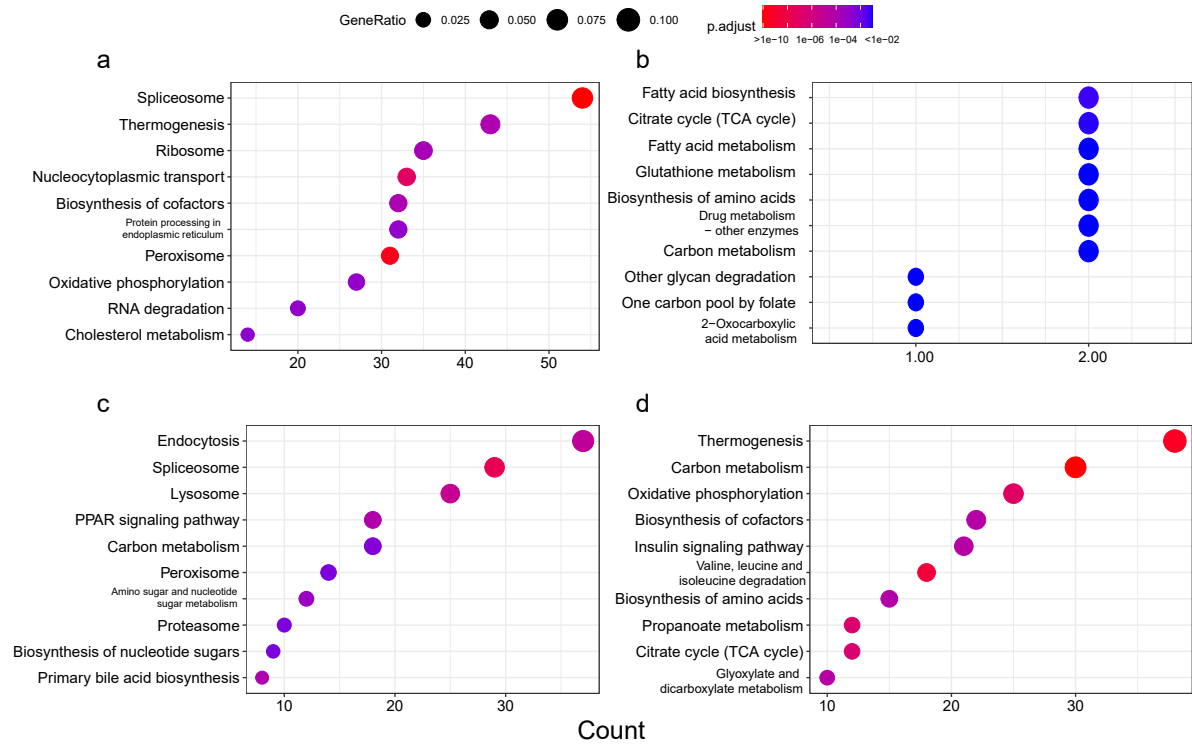 GeneRatio 0.025 0.050 0.075 0.100
p.adjust
>1e−10 1e−06 1e−04 <1e−02
a
Spliceosome
Thermogenesis
Ribosome
Nucleocytoplasmic transport
Biosynthesis of cofactors
Protein processing in
endoplasmic reticulum
Peroxisome
Oxidative phosphorylation
RNA degradation
Cholesterol metabolism
20 30 40 50
b
Fatty acid biosynthesis
Citrate cycle (TCA cycle)
Fatty acid metabolism
Glutathione metabolism
Biosynthesis of amino acids
Drug metabolism
− other enzymes
Carbon metabolism
Other glycan degradation
One carbon pool by folate
2−Oxocarboxylic
acid metabolism
1.00 2.00
c
Endocytosis
Spliceosome
Lysosome
PPAR signaling pathway
Carbon metabolism
Peroxisome
Amino sugar and nucleotide
sugar metabolism
Proteasome
Biosynthesis of nucleotide sugars
Primary bile acid biosynthesis
10 20 30
d
Thermogenesis
Carbon metabolism
Oxidative phosphorylation
Biosynthesis of cofactors
Insulin signaling pathway
Valine, leucine and
isoleucine degradation
Biosynthesis of amino acids
Propanoate metabolism
Citrate cycle (TCA cycle)
Glyoxylate and
dicarboxylate metabolism
10 20 30
Count